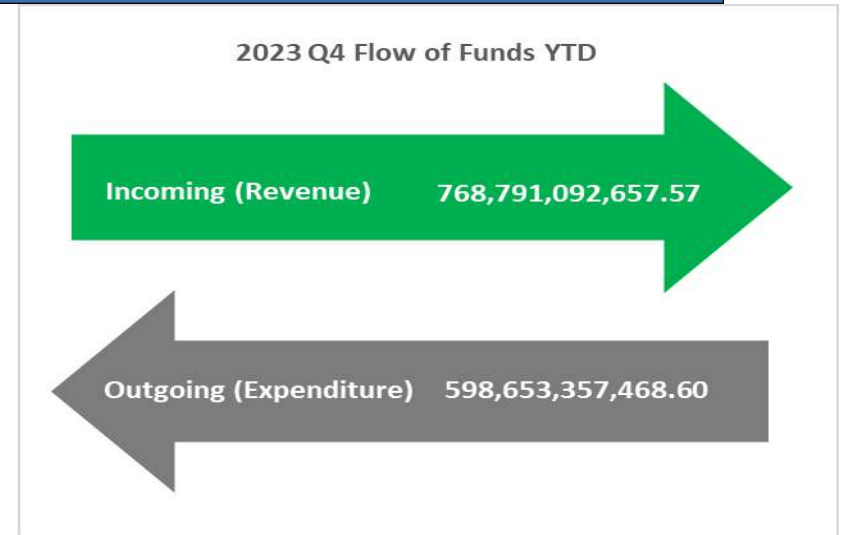 2023 Q4 Flow of Funds YTD
Incoming (Revenue) 768,791,092,657.57
Outgoing (Expenditure) 598,653,357,468.60